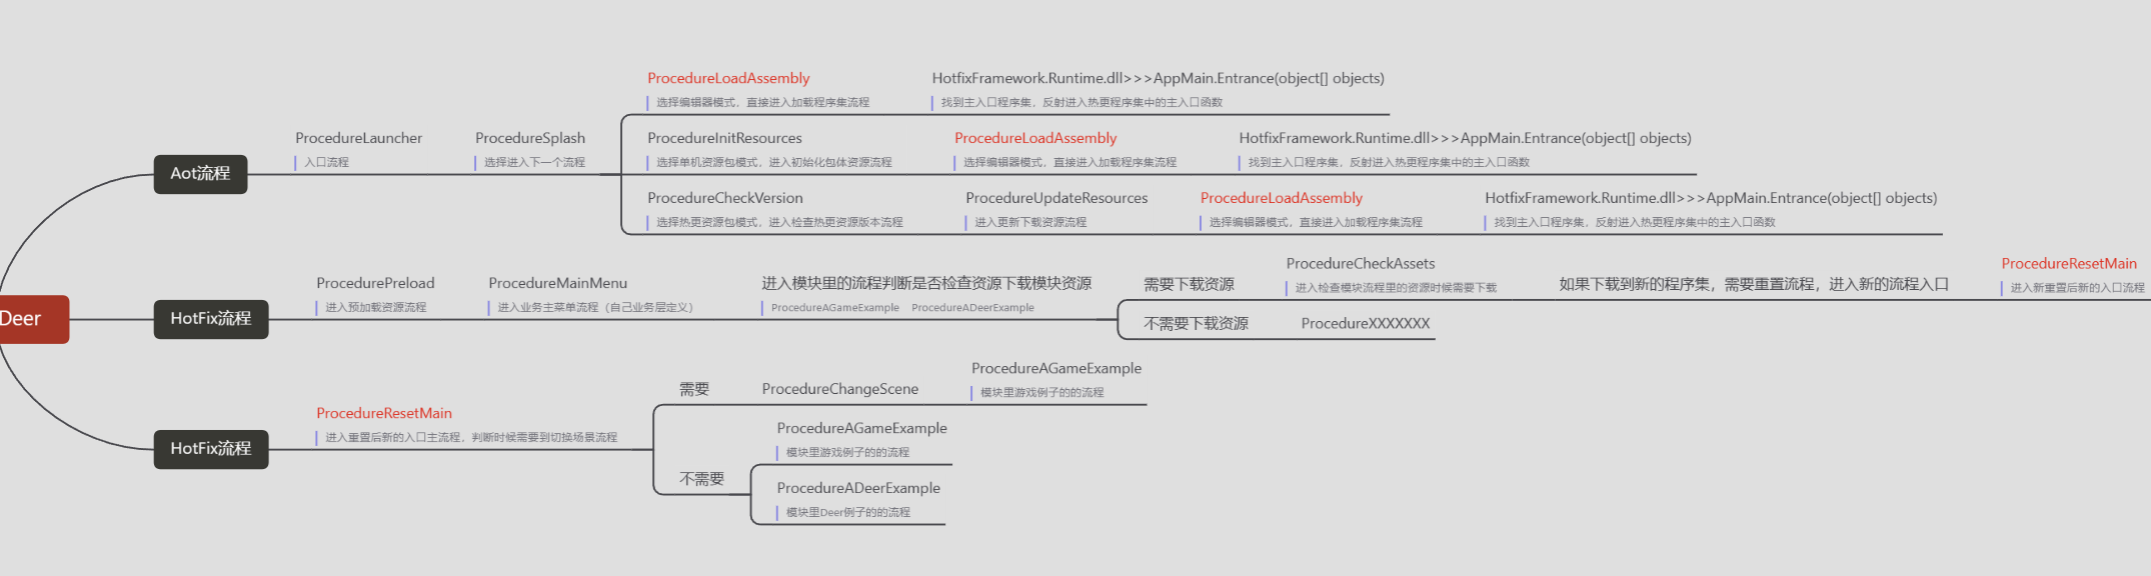 Deer
Aot流程
ProcedureLauncher
入口流程
ProcedureSplash
选择进入下一个流程
ProcedureLoadAssembly
选择编辑器模式，直接进入加载程序集流程
HotfixFramework.Runtime.dll>>>AppMain.Entrance(object[] objects)
找到主入口程序集，反射进入热更程序集中的主入口函数
ProcedureInitResources
选择单机资源包模式，进入初始化包体资源流程
ProcedureLoadAssembly
选择编辑器模式，直接进入加载程序集流程
HotfixFramework.Runtime.dll>>>AppMain.Entrance(object[] objects)
找到主入口程序集，反射进入热更程序集中的主入口函数
ProcedureCheckVersion
选择热更资源包模式，进入检查热更资源版本流程
ProcedureUpdateResources
进入更新下载资源流程
ProcedureLoadAssembly
选择编辑器模式，直接进入加载程序集流程
HotfixFramework.Runtime.dll>>>AppMain.Entrance(object[] objects)
找到主入口程序集，反射进入热更程序集中的主入口函数
HotFix流程
ProcedurePreload
进入预加载资源流程
ProcedureMainMenu
进入业务主菜单流程（自己业务层定义）
进入模块里的流程判断是否检查资源下载模块资源
ProcedureAGameExample ProcedureADeerExample
需要下载资源
ProcedureCheckAssets
进入检查模块流程里的资源时候需要下载
如果下载到新的程序集，需要重置流程，进入新的流程入口
ProcedureResetMain
进入新重置后新的入口流程
不需要下载资源
ProcedureXXXXXXX
HotFix流程
ProcedureResetMain
进入重置后新的入口主流程，判断时候需要到切换场景流程
需要
ProcedureChangeScene
ProcedureAGameExample
模块里游戏例子的的流程
不需要
ProcedureAGameExample
模块里游戏例子的的流程
ProcedureADeerExample
模块里Deer例子的的流程